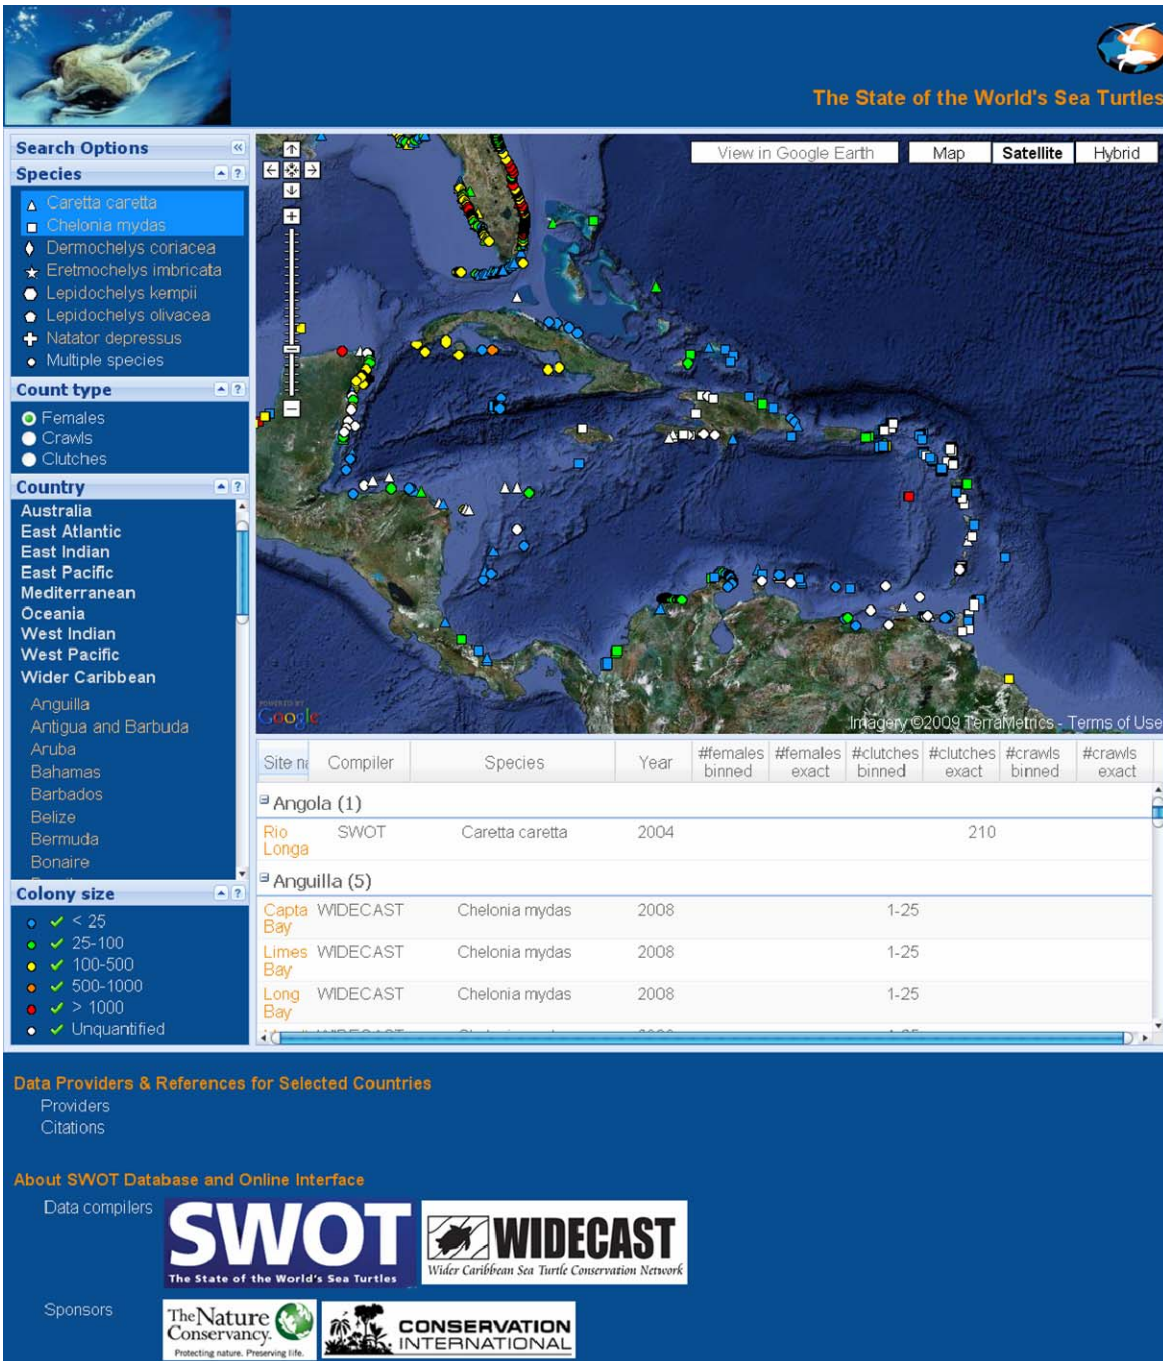 The State of the World's Sea Turtles
Search Options
Species
Caretta caretta
Chelonia mydas
Dermochelys coriacea
Eretmochelys imbricata
Lepidochelys kempii
Lepidochelys olivacea
Natator depressus
Multiple species
Count type
Females
Crawls
Clutches
Country
Australia
East Atlantic
East Indian
East Pacific
Mediterranean
Oceania
West Indian
West Pacific
Wider Caribbean
Anguilla
Antigua and Barbuda
Aruba
Bahamas
Barbados
Belize
Bermuda
Bonaire
Colony size
< 25
25-100
100-500
500-1000
> 1000
Unquantified
View in Google Earth Map Satellite Hybrid
POWERED BY
Google
Imagery ©2009 TerraMetrics - Terms of Use
Site na Compiler Species Year #females binned #females exact #clutches binned #clutches exact #crawls binned #crawls exact
Angola (1)
Rio Longa SWOT Caretta caretta 2004 210
Anguilla (5)
Capta Bay WIDECAST Chelonia mydas 2008 1-25
Limes Bay WIDECAST Chelonia mydas 2008 1-25
Long Bay WIDECAST Chelonia mydas 2008 1-25
Data Providers & References for Selected Countries
Providers
Citations
About SWOT Database and Online Interface
Data compilers
SWOT
The State of the World's Sea Turtles
WIDECAST
Wider Caribbean Sea Turtle Conservation Network
Sponsors
The Nature
Conservancy.
Protecting nature. Preserving life.
CONSERVATION
INTERNATIONAL